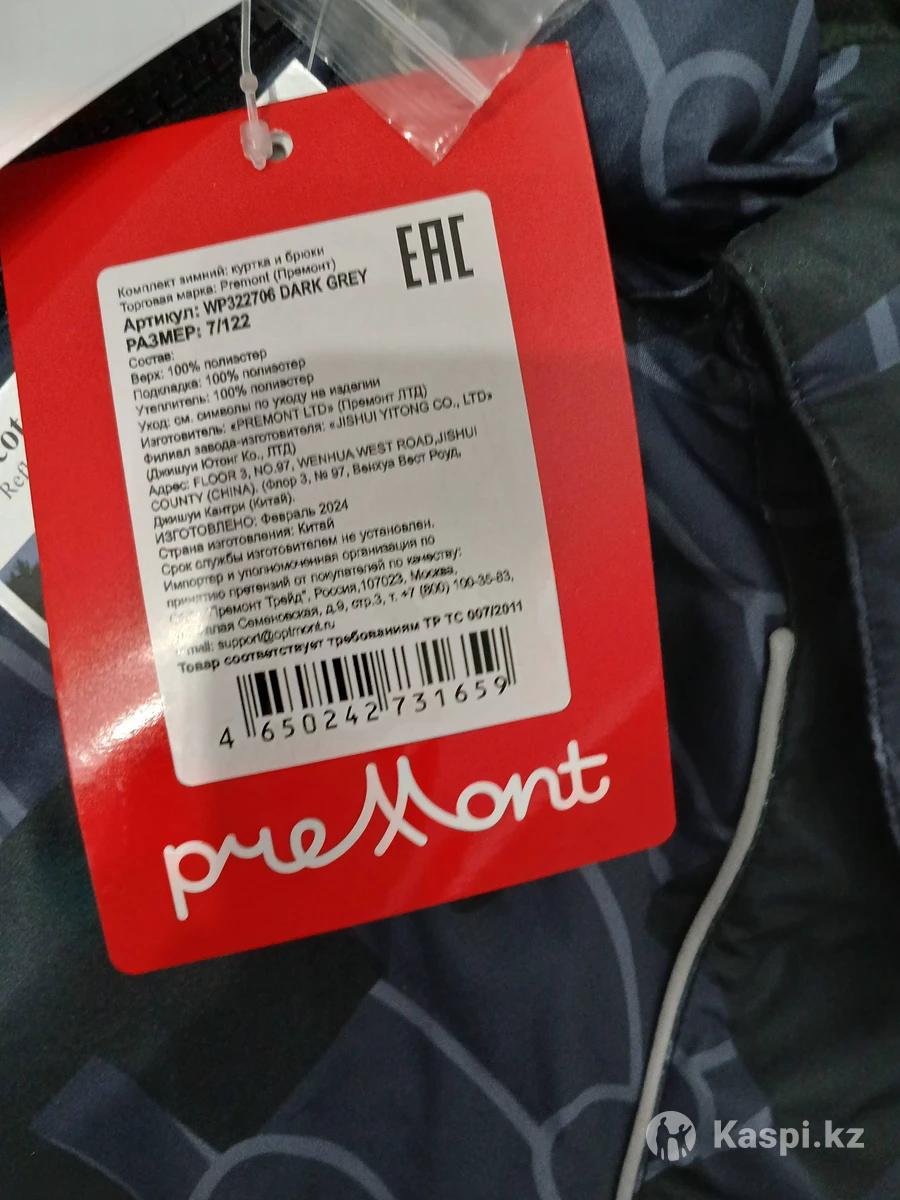 EAC
Комплект зимний: куртка и брюки
Торговая марка: Premont (Премонт)
Артикул: WP322706 DARK GREY
РАЗМЕР: 7/122
Состав:
Верх: 100% полиэстер
Подкладка: 100% полиэстер
Утеплитель: 100% полиэстер
Уход: см. символы по уходу на изделии
Изготовитель: «PREMONT LTD» (Премонт ЛТД)
Филиал завода-изготовителя: «JISHUI YITONG CO., LTD»
(Джишуи Ютонг Ко., ЛТД)
Адрес: FLOOR 3, NO.97, WENHUA WEST ROAD,JISHUI
COUNTY (CHINA). (Флор 3, № 97, Венхуа Вест Роуд,
Джишуи Каунтри (Китай).
ИЗГОТОВЛЕНО: Февраль 2024
Страна изготовления: Китай
Срок службы изготовителем не установлен.
Импортер и уполномоченная организация по
принятию претензий от покупателей по качеству:
"Премонт Трейд", Россия,107023, Москва,
Семеновская, д.9, стр.3, т. +7 (800) 100-35-83,
mail: support@optmont.ru
Товар соответствует требованиям ТР ТС 007/2011
4 650242 731659
premont
Kaspi.kz